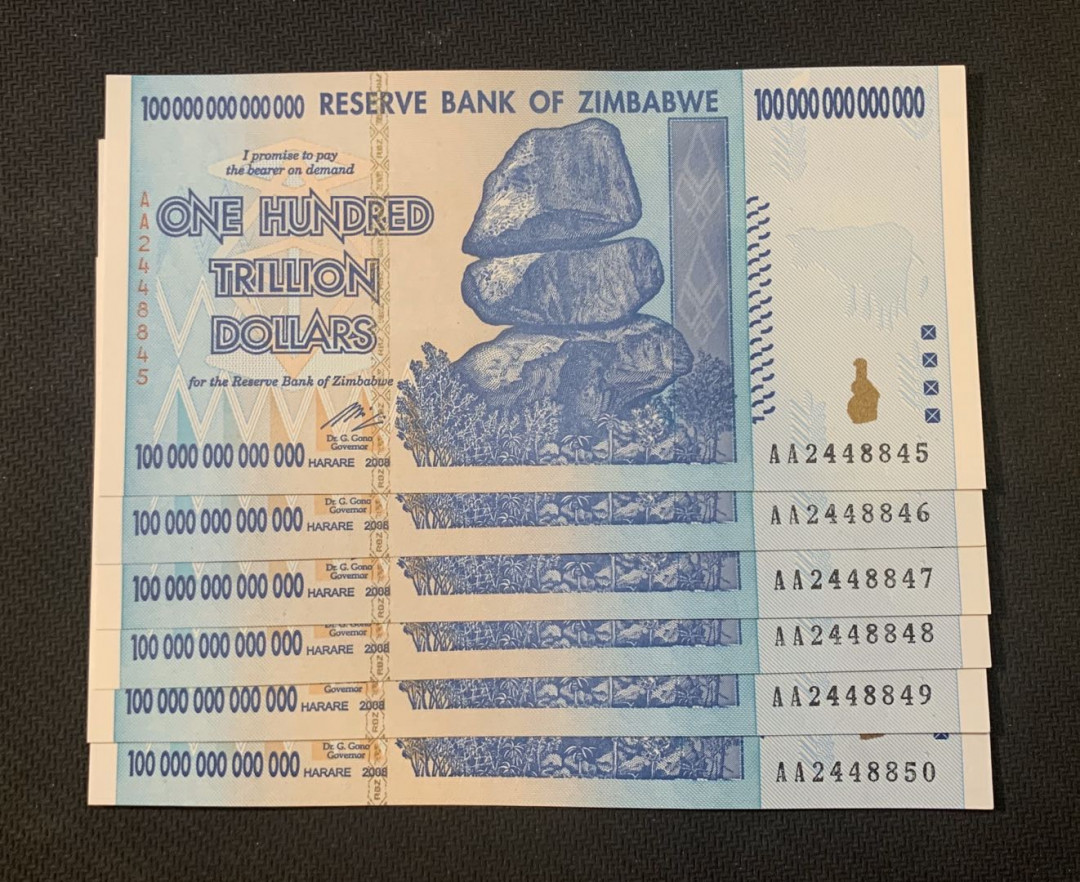 100 000 000 000 000 RESERVE BANK OF ZIMBABWE 100 000 000 000 000
I promise to pay
the bearer on demand
ONE HUNDRED
TRILLION
DOLLARS
AA2448845
for the Reserve Bank of Zimbabwe
Dr. G. Gono
Governor
100 000 000 000 000 HARARE 2008
AA2448845
Dr. G. Gono
Governor
100 000 000 000 000 HARARE 2008
AA2448846
Dr. G. Gono
Governor
100 000 000 000 000 HARARE 2008
AA2448847
Governor
100 000 000 000 000 HARARE 2008
AA2448848
Governor
100 000 000 000 000 HARARE 2008
AA2448849
Dr. G. Gono
Governor
100 000 000 000 000 HARARE 2008
AA2448850